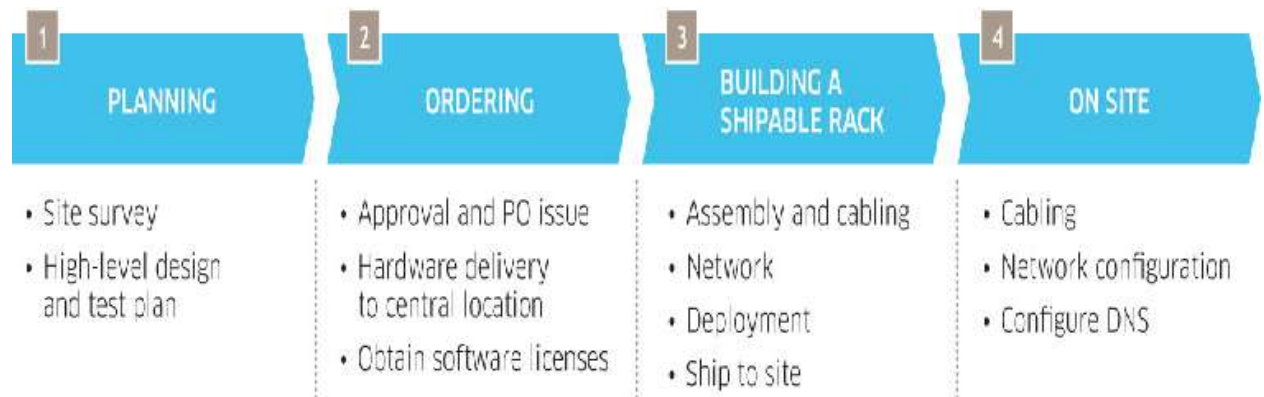 1
PLANNING
• Site survey
• High-level design
and test plan
2
ORDERING
• Approval and PO issue
• Hardware delivery
to central location
• Obtain software licenses
3
BUILDING A
SHIPABLE RACK
• Assembly and cabling
• Network
• Deployment
• Ship to site
4
ON SITE
• Cabling
• Network configuration
• Configure DNS